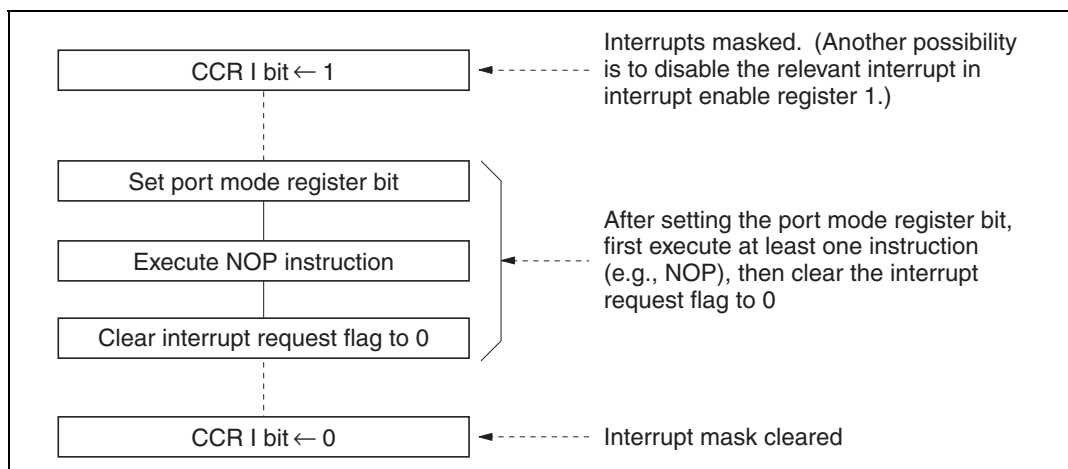 CCR I bit ← 1
Interrupts masked. (Another possibility
is to disable the relevant interrupt in
interrupt enable register 1.)
Set port mode register bit
Execute NOP instruction
Clear interrupt request flag to 0
After setting the port mode register bit,
first execute at least one instruction
(e.g., NOP), then clear the interrupt
request flag to 0
CCR I bit ← 0
Interrupt mask cleared